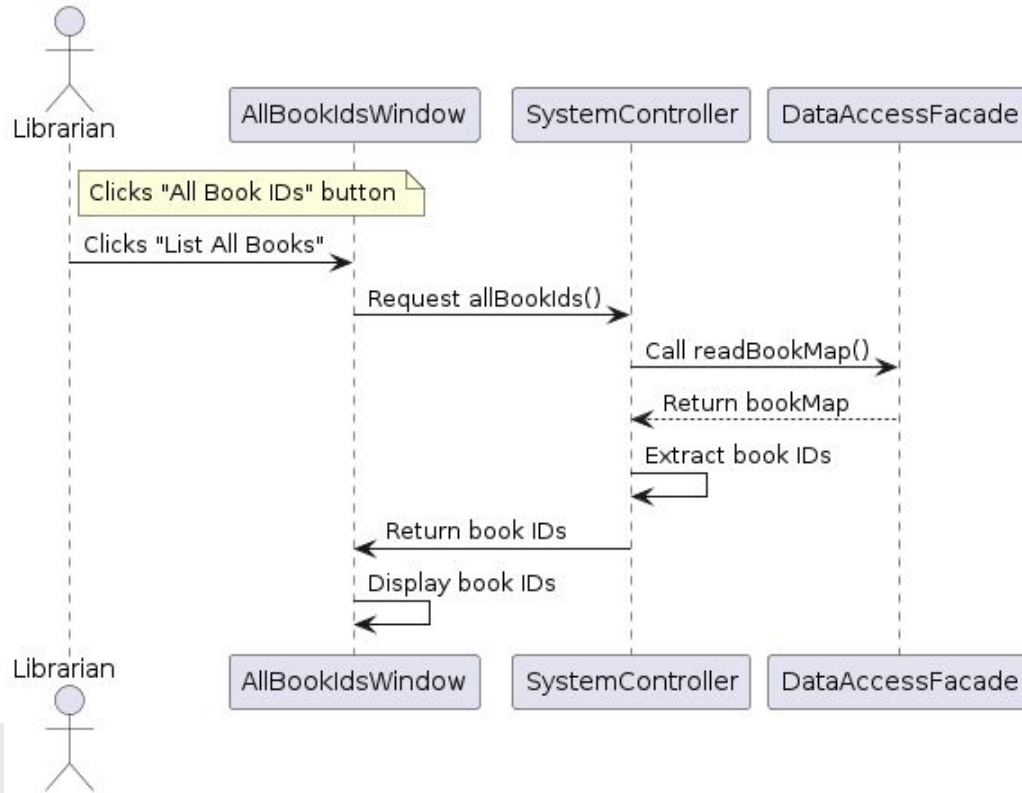 Librarian
AllBookIdsWindow
SystemController
DataAccessFacade
Clicks "All Book IDs" button
Clicks "List All Books"
Request allBookIds()
Call readBookMap()
Return bookMap
Extract book IDs
Return book IDs
Display book IDs
Librarian
AllBookIdsWindow
SystemController
DataAccessFacade